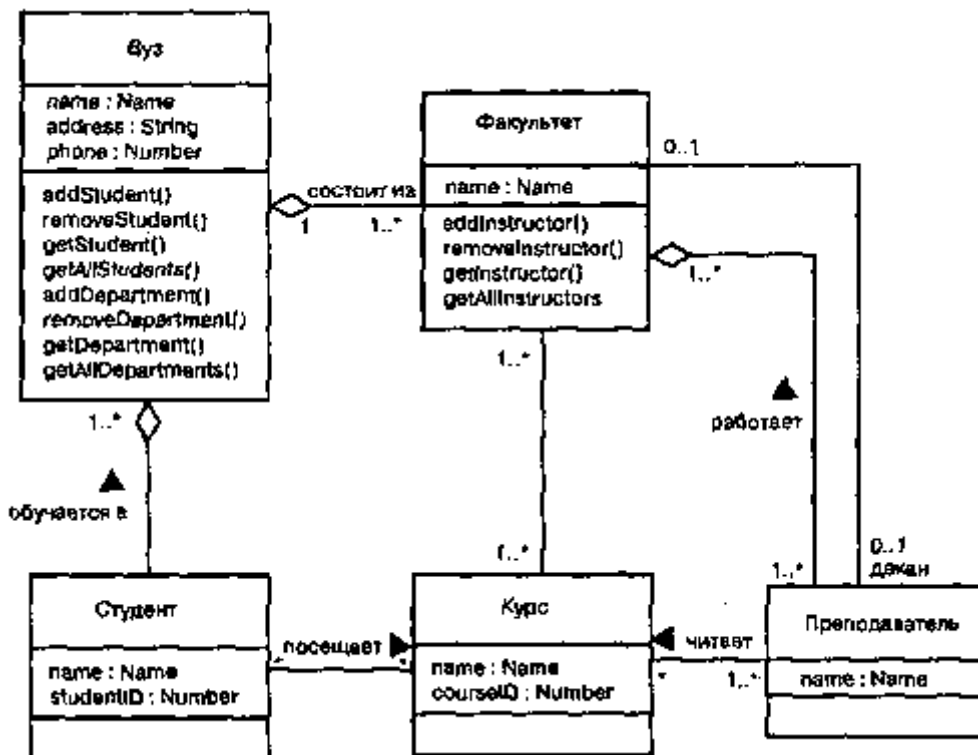 Вуз
name : Name
address : String
phone : Number
addStudent()
removeStudent()
getStudent()
getAllStudents()
addDepartment()
removeDepartment()
getDepartment()
getAllDepartments()
состоит из
1
1..*
Факультет
name : Name
addInstructor()
removeInstructor()
getInstructor()
getAllInstructors
0..1
1..*
1..*
1..*
обучается в
работает
1..*
1..*
0..1
декан
Студент
name : Name
studentID : Number
посещает
*
*
Курс
name : Name
courseID : Number
читает
*
1..*
Преподаватель
name : Name